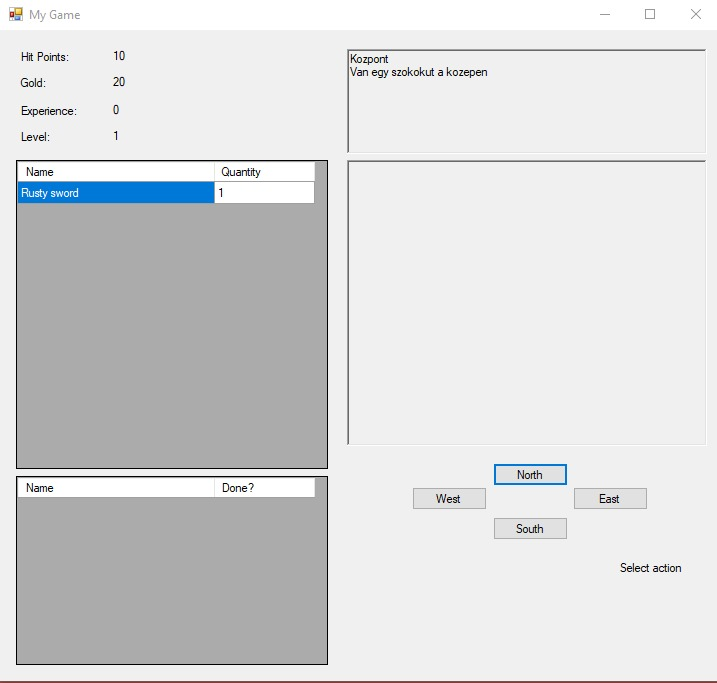 My Game
Hit Points: 10
Gold: 20
Experience: 0
Level: 1
Kozpont
Van egy szokokut a kozepen
Name Quantity
Rusty sword 1
Name Done?
North
West East
South
Select action